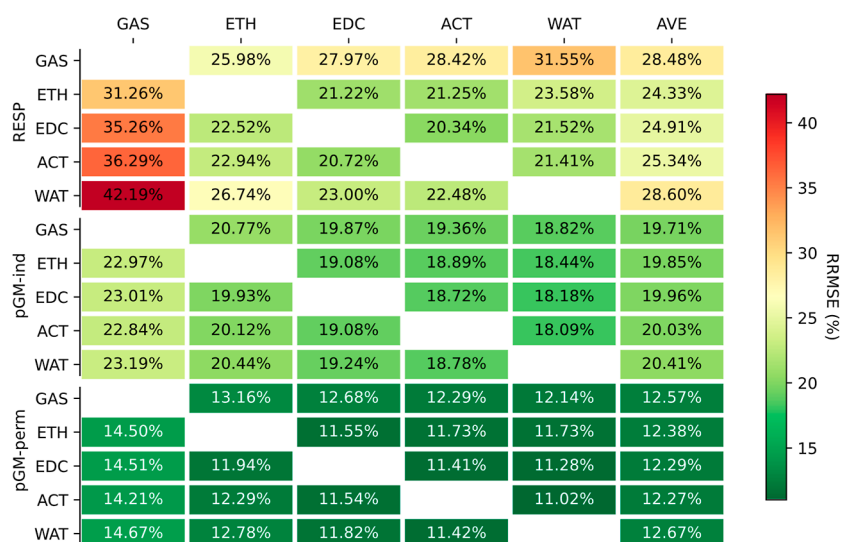 GAS ETH EDC ACT WAT AVE
RESP
GAS 25.98% 27.97% 28.42% 31.55% 28.48%
ETH 31.26% 21.22% 21.25% 23.58% 24.33%
EDC 35.26% 22.52% 20.34% 21.52% 24.91%
ACT 36.29% 22.94% 20.72% 21.41% 25.34%
WAT 42.19% 26.74% 23.00% 22.48% 28.60%
pGM-ind
GAS 20.77% 19.87% 19.36% 18.82% 19.71%
ETH 22.97% 19.08% 18.89% 18.44% 19.85%
EDC 23.01% 19.93% 18.72% 18.18% 19.96%
ACT 22.84% 20.12% 19.08% 18.09% 20.03%
WAT 23.19% 20.44% 19.24% 18.78% 20.41%
pGM-perm
GAS 13.16% 12.68% 12.29% 12.14% 12.57%
ETH 14.50% 11.55% 11.73% 11.73% 12.38%
EDC 14.51% 11.94% 11.41% 11.28% 12.29%
ACT 14.21% 12.29% 11.54% 11.02% 12.27%
WAT 14.67% 12.78% 11.82% 11.42% 12.67%
40
35
30
25
20
15
RRMSE (%)